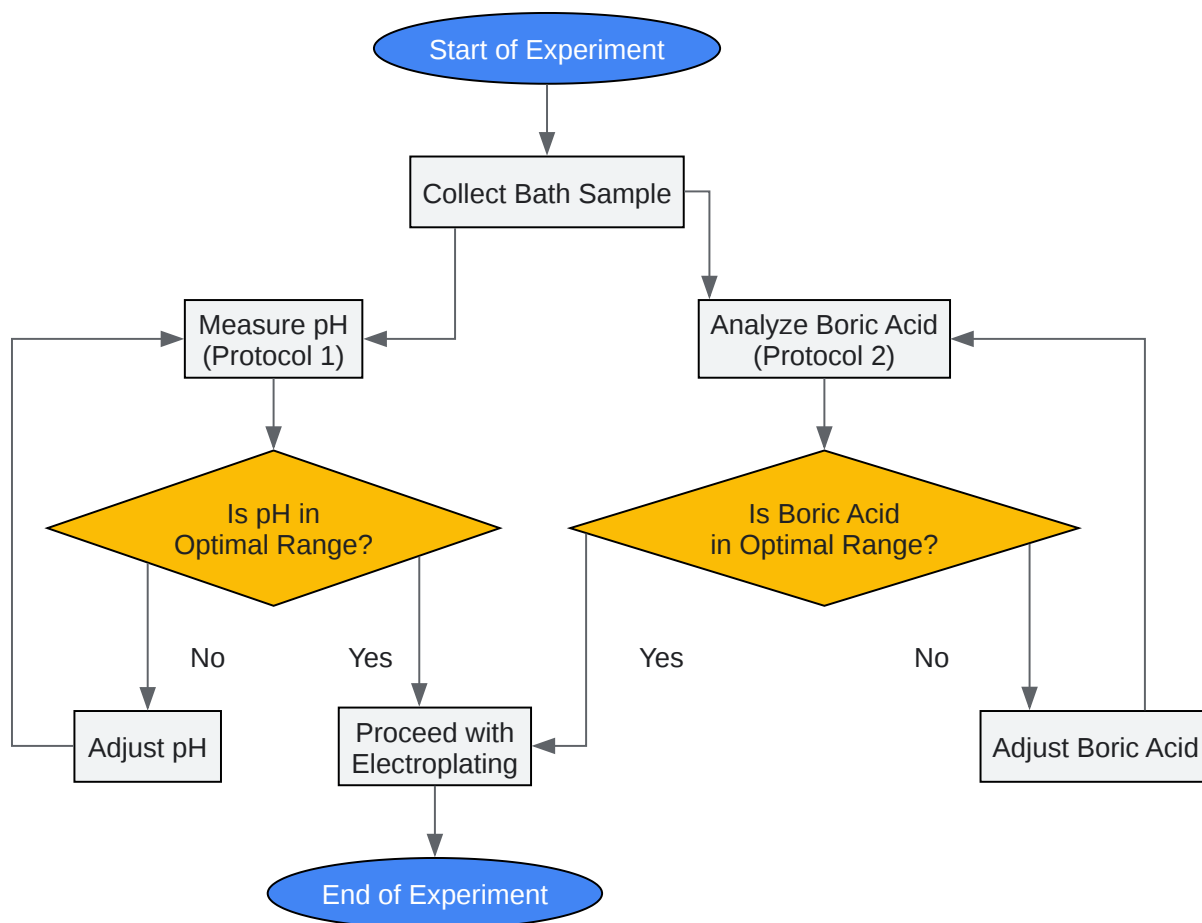 Start of Experiment
Collect Bath Sample
Measure pH
(Protocol 1)
Analyze Boric Acid
(Protocol 2)
Is pH in
Optimal Range?
Is Boric Acid
in Optimal Range?
No
Yes
Yes
No
Adjust pH
Proceed with
Electroplating
Adjust Boric Acid
End of Experiment